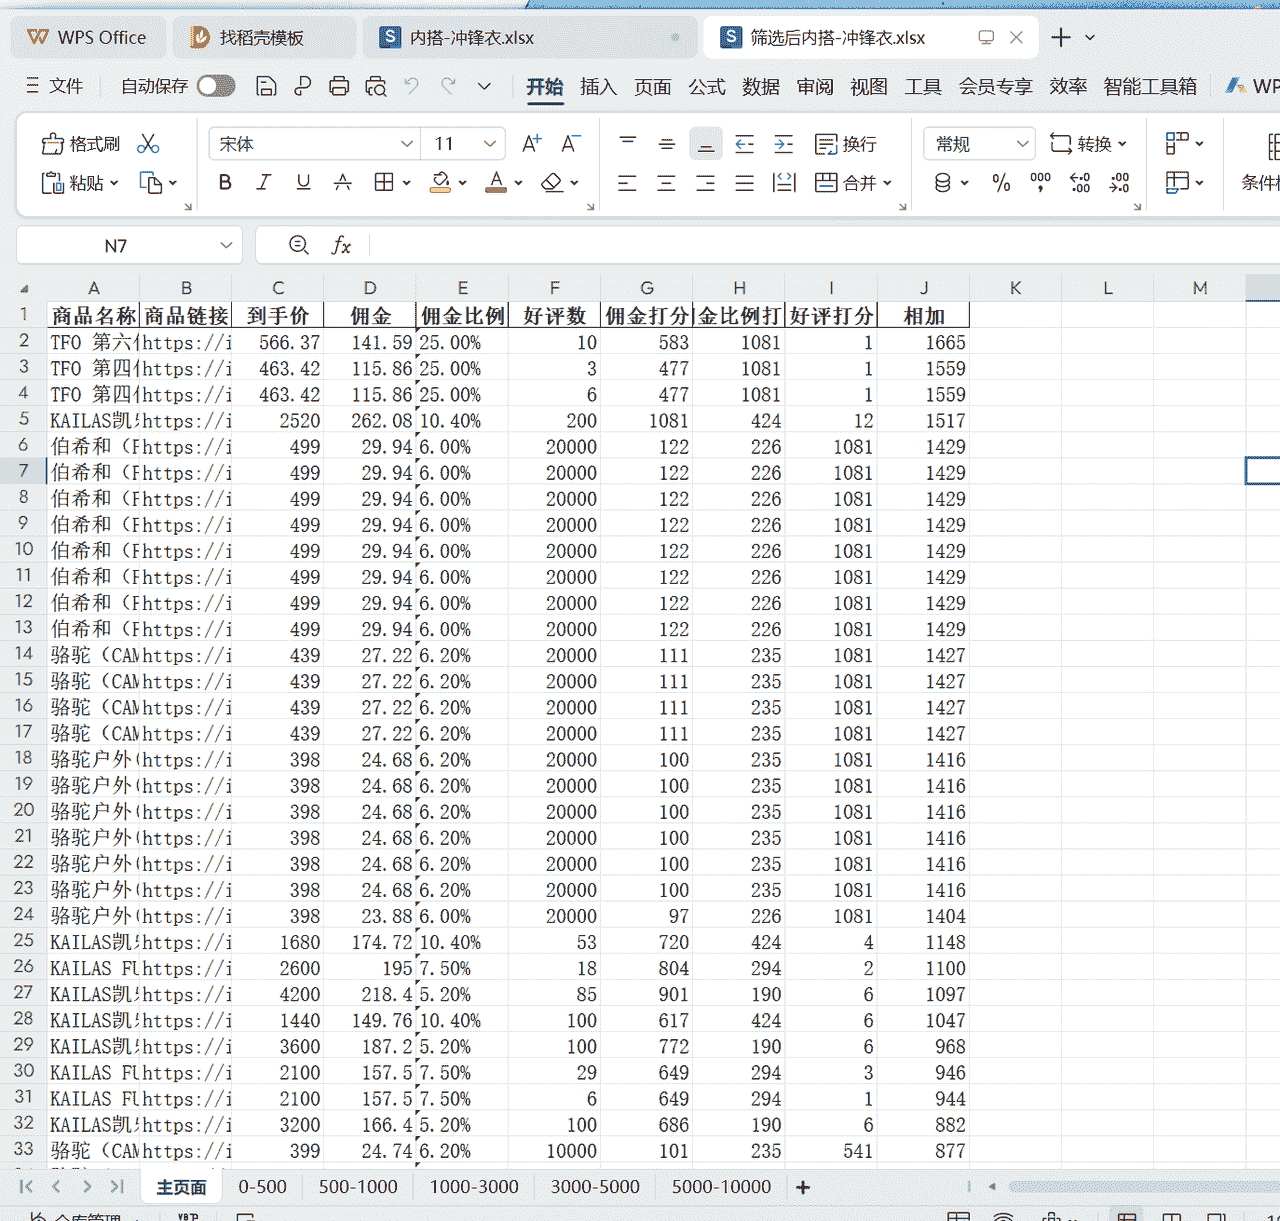 WPS Office 找稻壳模板 内搭-冲锋衣.xlsx 筛选后内搭-冲锋衣.xlsx
文件 自动保存 开始 插入 页面 公式 数据 审阅 视图 工具 会员专享 效率 智能工具箱
格式刷 宋体 11 A+ A- 换行 常规 转换
粘贴 B I U A 合并 % 000
N7 fx
A B C D E F G H I J K L M
1 商品名称 商品链接 到手价 佣金 佣金比例 好评数 佣金打分 金比例打 好评打分 相加
2 TFO 第六 https://i 566.37 141.59 25.00% 10 583 1081 1 1665
3 TFO 第四 https://i 463.42 115.86 25.00% 3 477 1081 1 1559
4 TFO 第四 https://i 463.42 115.86 25.00% 6 477 1081 1 1559
5 KAILAS凯 https://i 2520 262.08 10.40% 200 1081 424 12 1517
6 伯希和（ https://i 499 29.94 6.00% 20000 122 226 1081 1429
7 伯希和（ https://i 499 29.94 6.00% 20000 122 226 1081 1429
8 伯希和（ https://i 499 29.94 6.00% 20000 122 226 1081 1429
9 伯希和（ https://i 499 29.94 6.00% 20000 122 226 1081 1429
10 伯希和（ https://i 499 29.94 6.00% 20000 122 226 1081 1429
11 伯希和（ https://i 499 29.94 6.00% 20000 122 226 1081 1429
12 伯希和（ https://i 499 29.94 6.00% 20000 122 226 1081 1429
13 伯希和（ https://i 499 29.94 6.00% 20000 122 226 1081 1429
14 骆驼（CAM https://i 439 27.22 6.20% 20000 111 235 1081 1427
15 骆驼（CAM https://i 439 27.22 6.20% 20000 111 235 1081 1427
16 骆驼（CAM https://i 439 27.22 6.20% 20000 111 235 1081 1427
17 骆驼（CAM https://i 439 27.22 6.20% 20000 111 235 1081 1427
18 骆驼户外 https://i 398 24.68 6.20% 20000 100 235 1081 1416
19 骆驼户外 https://i 398 24.68 6.20% 20000 100 235 1081 1416
20 骆驼户外 https://i 398 24.68 6.20% 20000 100 235 1081 1416
21 骆驼户外 https://i 398 24.68 6.20% 20000 100 235 1081 1416
22 骆驼户外 https://i 398 24.68 6.20% 20000 100 235 1081 1416
23 骆驼户外 https://i 398 24.68 6.20% 20000 100 235 1081 1416
24 骆驼户外 https://i 398 23.88 6.00% 20000 97 226 1081 1404
25 KAILAS凯 https://i 1680 174.72 10.40% 53 720 424 4 1148
26 KAILAS FU https://i 2600 195 7.50% 18 804 294 2 1100
27 KAILAS凯 https://i 4200 218.4 5.20% 85 901 190 6 1097
28 KAILAS凯 https://i 1440 149.76 10.40% 100 617 424 6 1047
29 KAILAS凯 https://i 3600 187.2 5.20% 100 772 190 6 968
30 KAILAS FU https://i 2100 157.5 7.50% 29 649 294 3 946
31 KAILAS FU https://i 2100 157.5 7.50% 6 649 294 1 944
32 KAILAS凯 https://i 3200 166.4 5.20% 100 686 190 6 882
33 骆驼（CAM https://i 399 24.74 6.20% 10000 101 235 541 877
主页面 0-500 500-1000 1000-3000 3000-5000 5000-10000